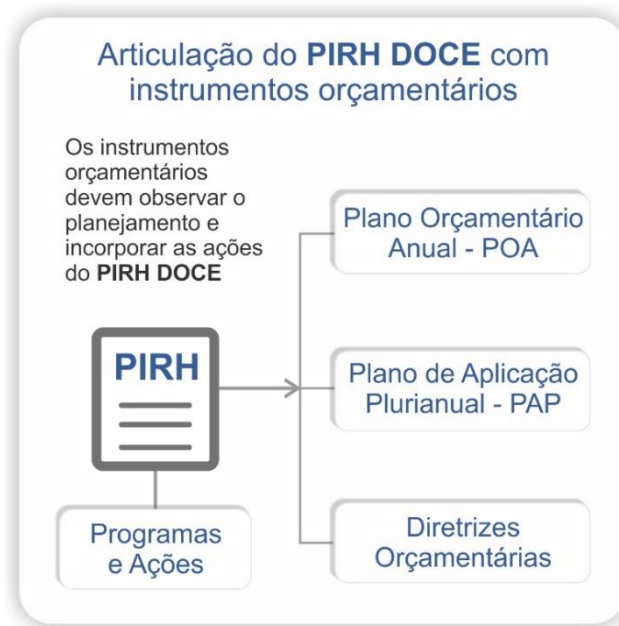 Articulação do PIRH DOCE com
instrumentos orçamentários
Os instrumentos
orçamentários
devem observar o
planejamento e
incorporar as ações
do PIRH DOCE
Plano Orçamentário
Anual - POA
PIRH
Plano de Aplicação
Plurianual - PAP
Programas
e Ações
Diretrizes
Orçamentárias